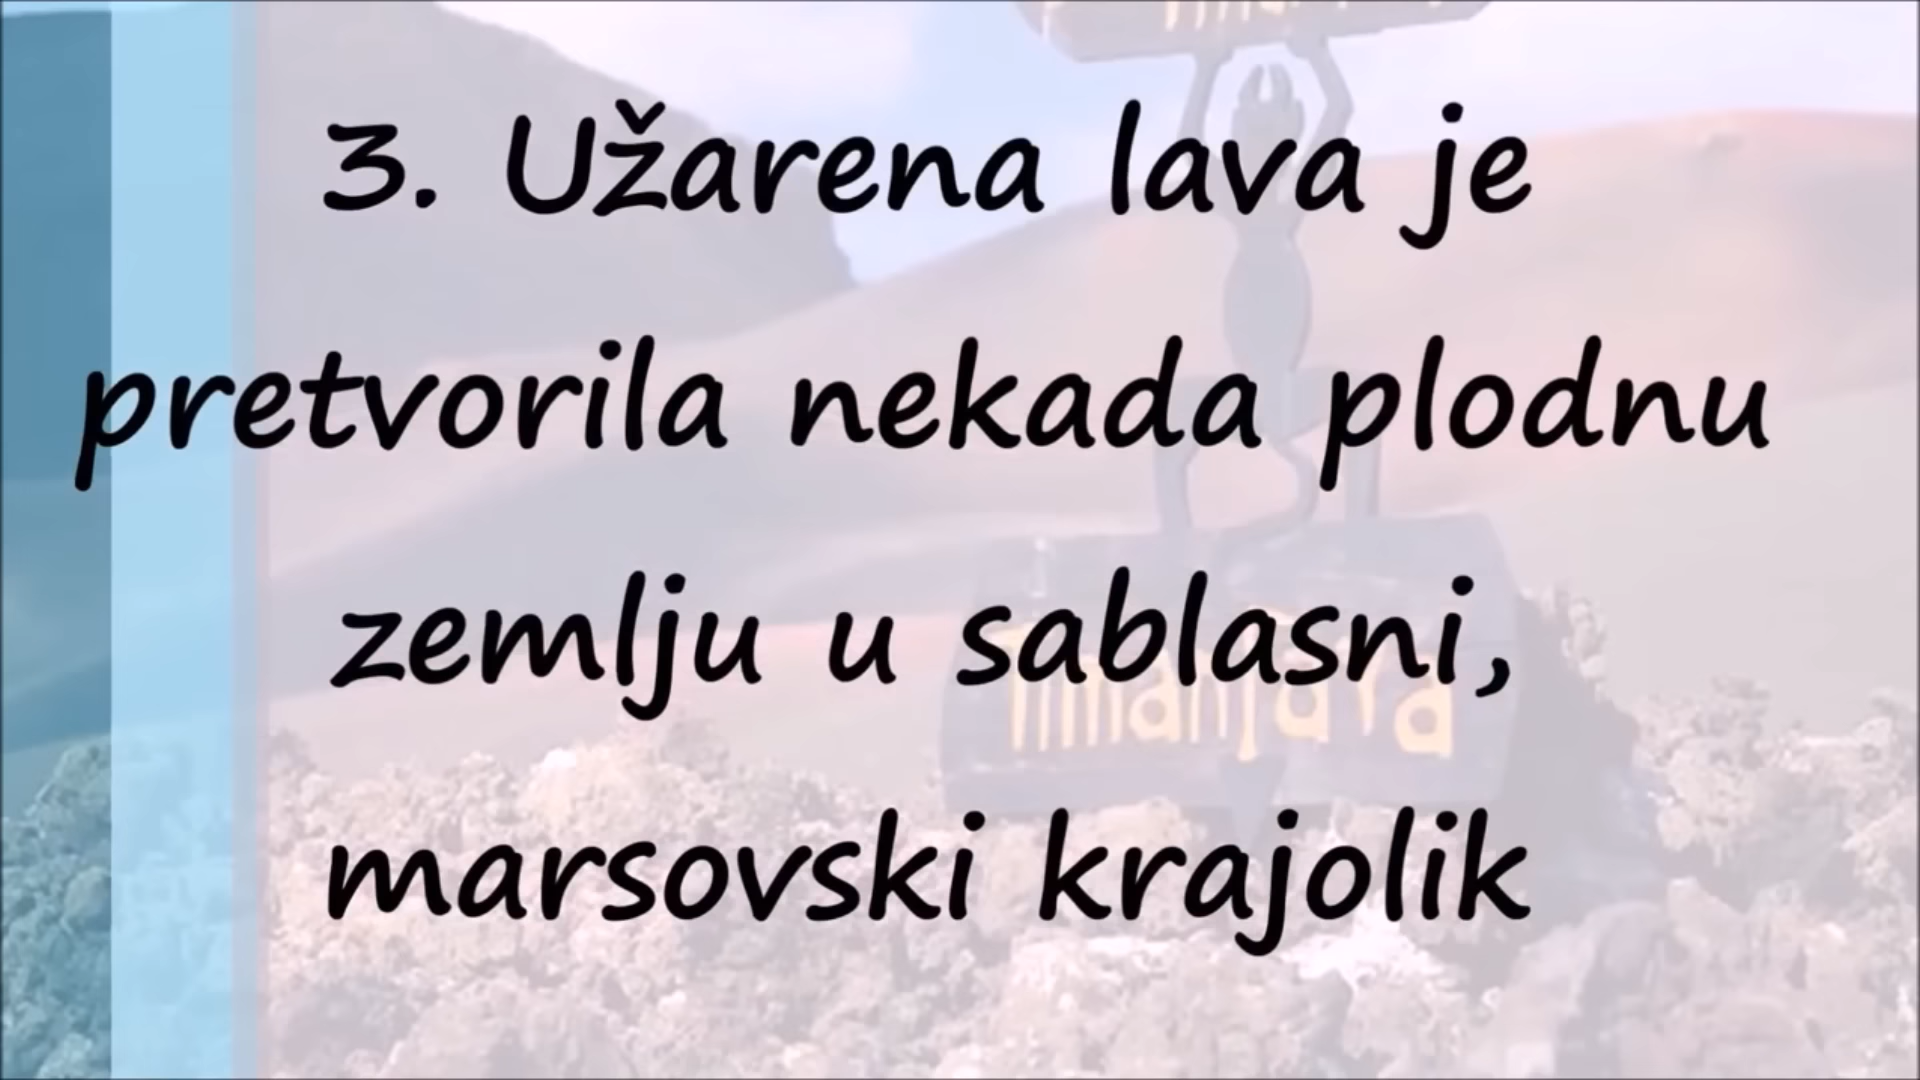 3. Užarena lava je
pretvorila nekada plodnu
zemlju u sablasni,
marsovski krajolik